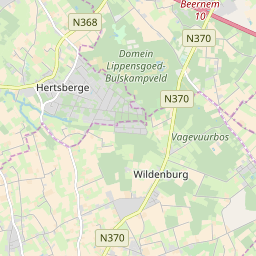 Beernem
10
N368
N370
Domein
Lippensgoed-
Bulskampveld
Hertsberge
N370
Vagevuurbos
Wildenburg
N370